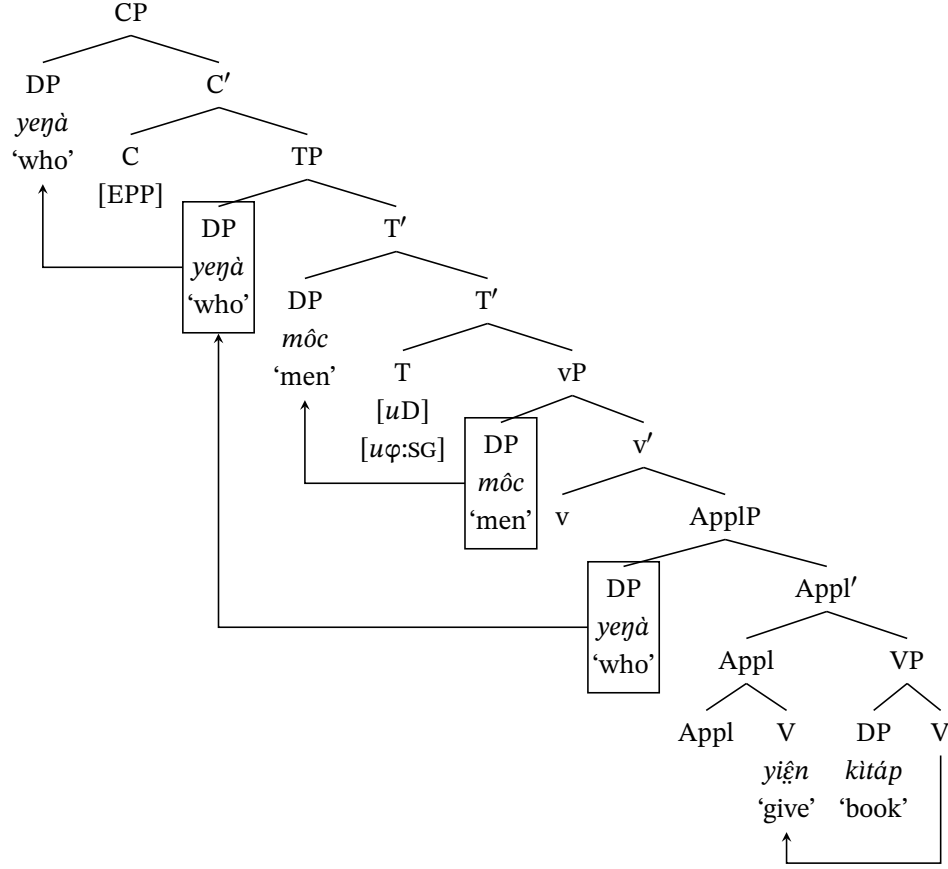 CP
DP C′
yeŋà
‘who’ C TP
[EPP]
DP T′
yeŋà
‘who’ DP T′
môc
‘men’ T vP
[uD]
[uφ:SG] DP v′
môc
‘men’ v ApplP
DP Appl′
yeŋà
‘who’ Appl VP
Appl V DP V
yiê̤n kìtáp
‘give’ ‘book’